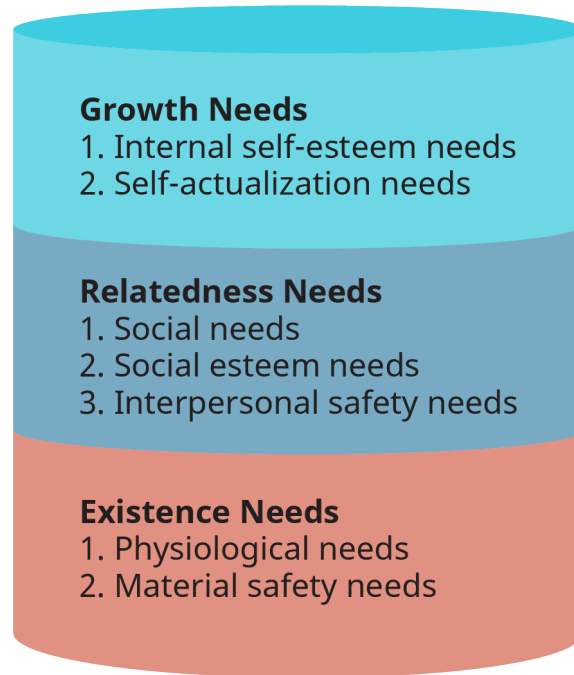 Growth Needs
1. Internal self-esteem needs
2. Self-actualization needs
Relatedness Needs
1. Social needs
2. Social esteem needs
3. Interpersonal safety needs
Existence Needs
1. Physiological needs
2. Material safety needs